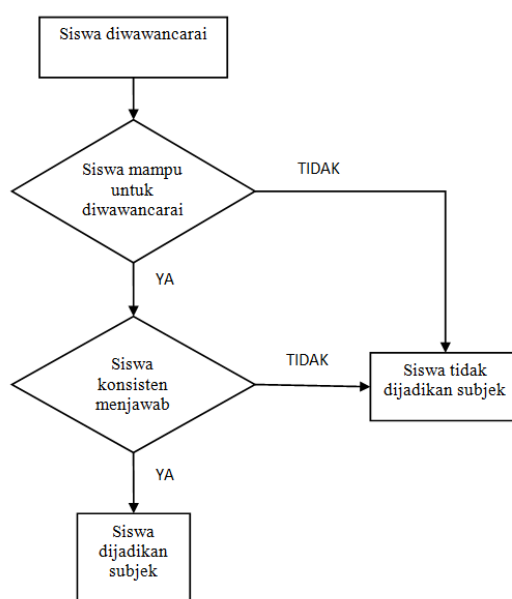 Siswa diwawancarai
Siswa mampu
untuk
diwawancarai
TIDAK
YA
Siswa
konsisten
menjawab
TIDAK
Siswa tidak
dijadikan subjek
YA
Siswa
dijadikan
subjek